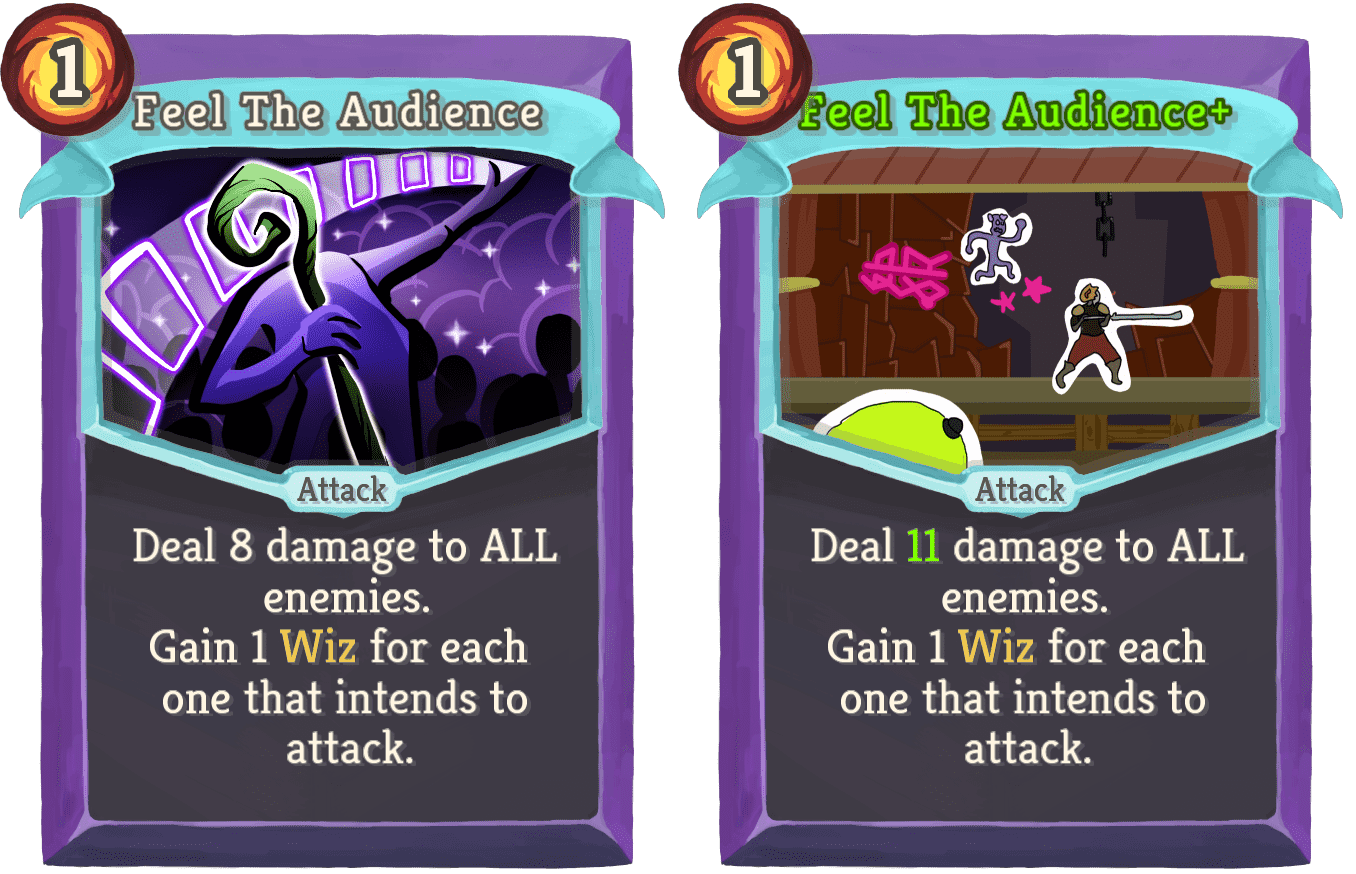 1
Feel The Audience
Attack
Deal 8 damage to ALL
enemies.
Gain 1 Wiz for each
one that intends to
attack.
1
Feel The Audience+
Attack
Deal 11 damage to ALL
enemies.
Gain 1 Wiz for each
one that intends to
attack.